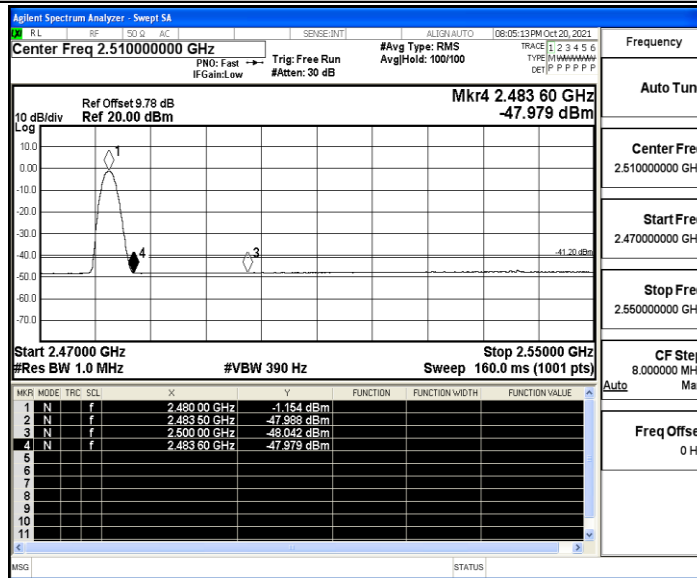 Agilent Spectrum Analyzer - Swept SA
RL RF 50 Ω AC SENSE:INT ALIGN AUTO 08:05:13 PM Oct 20, 2021
Center Freq 2.510000000 GHz #Avg Type: RMS TRACE 1 2 3 4 5 6
PNO: Fast Trig: Free Run Avg|Hold: 100/100 TYPE M WWWWW
IFGain:Low #Atten: 30 dB DET P P P P P P
Ref Offset 9.78 dB Mkr4 2.483 60 GHz
10 dB/div Ref 20.00 dBm -47.979 dBm
Log
10.0
1
0.00
-10.0
-20.0
-30.0
-40.0
4 3 -41.20 dBm
-50.0
-60.0
-70.0
Start 2.47000 GHz Stop 2.55000 GHz
#Res BW 1.0 MHz #VBW 390 Hz Sweep 160.0 ms (1001 pts)
MKR MODE TRC SCL X Y FUNCTION FUNCTION WIDTH FUNCTION VALUE
1 N f 2.480 00 GHz -1.154 dBm
2 N f 2.483 50 GHz -47.988 dBm
3 N f 2.500 00 GHz -48.042 dBm
4 N f 2.483 60 GHz -47.979 dBm
5
6
7
8
9
10
11
MSG STATUS
Frequency
Auto Tun
Center Fre
2.510000000 GH
Start Fre
2.470000000 GH
Stop Fre
2.550000000 GH
CF Step
8.000000 MH
Auto Ma
Freq Offse
0 H